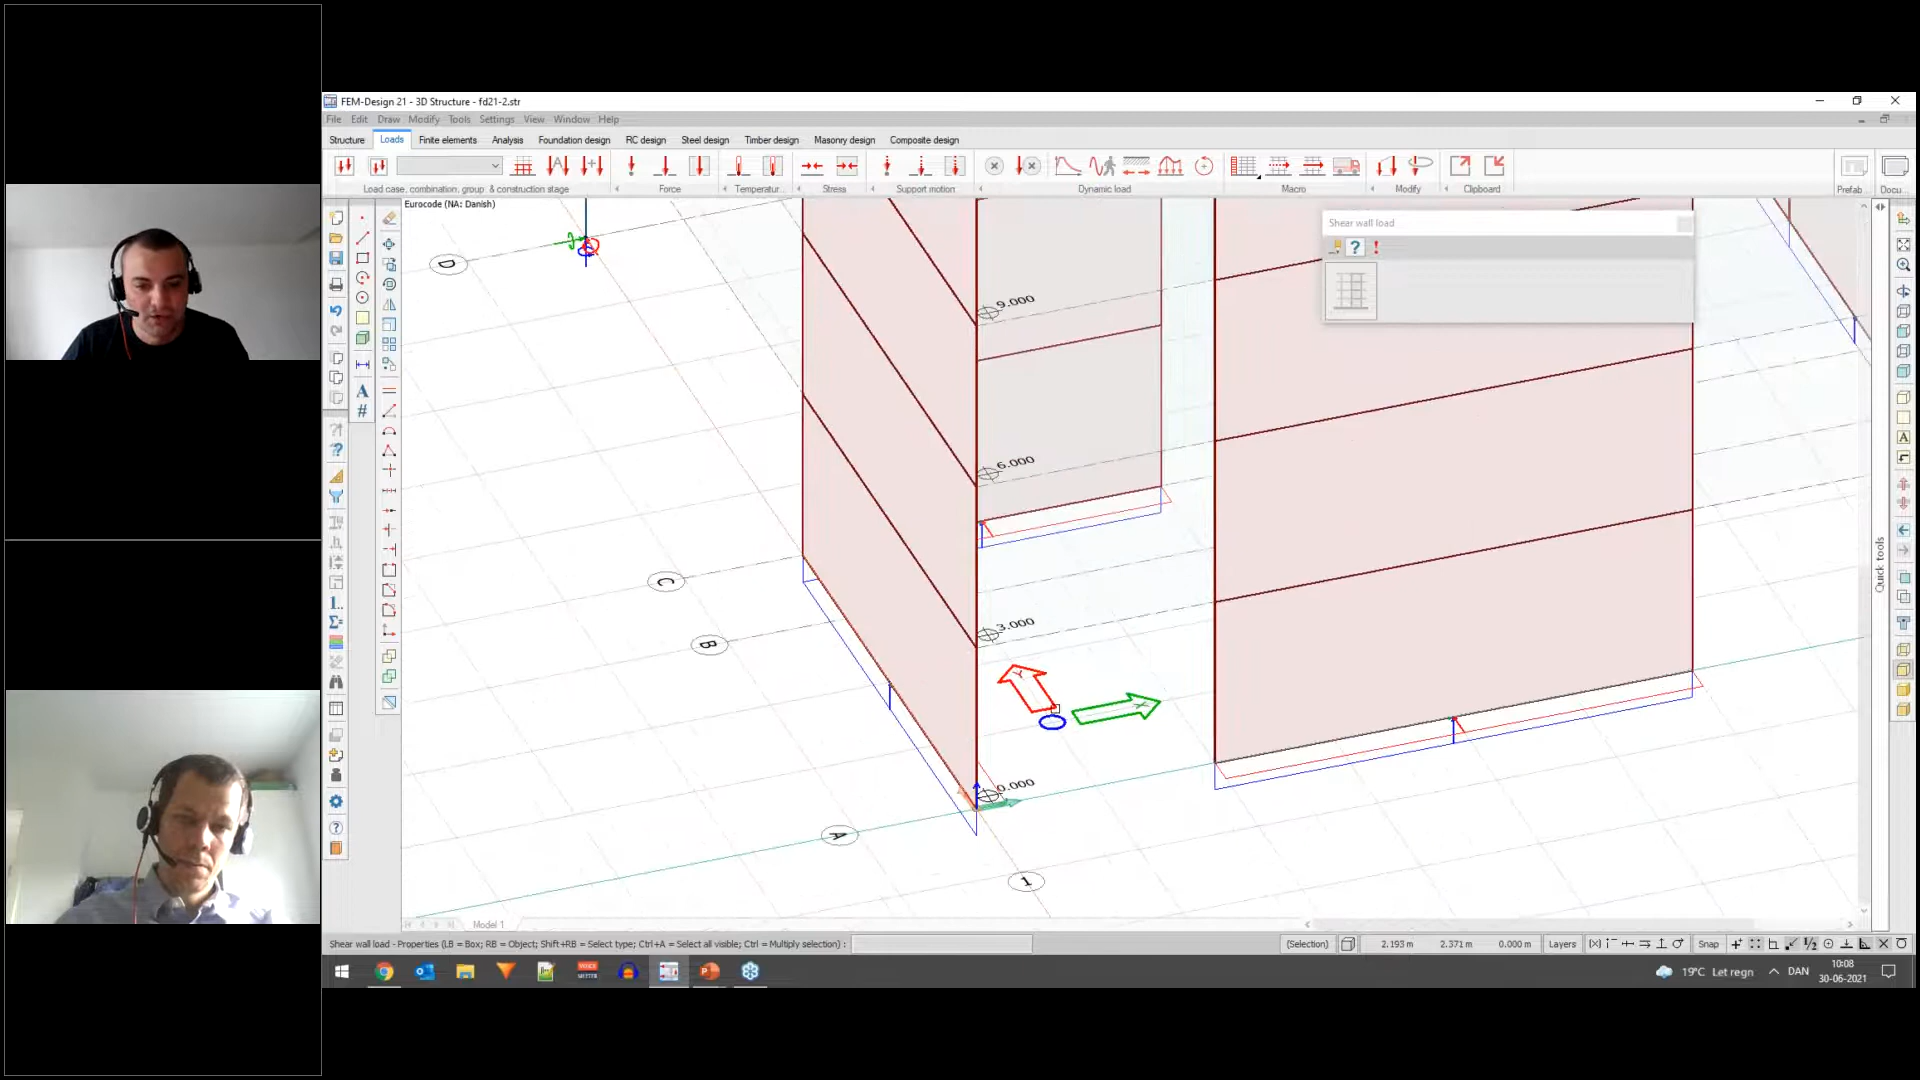 FEM-Design 21 - 3D Structure - fd21-2.str
File Edit Draw Modify Tools Settings View Window Help
Structure Loads Finite elements Analysis Foundation design RC design Steel design Timber design Masonry design Composite design
Load case, combination, group & construction stage Force Temperatur... Stress Support motion Dynamic load Macro Modify Clipboard Prefab Docu
Eurocode (NA: Danish)
Shear wall load
D
9.000
6.000
C
3.000
B
Y
X
Quick tools
0.000
A
1
Model 1
Shear wall load - Properties (LB = Box; RB = Object; Shift+RB = Select type; Ctrl+A = Select all visible; Ctrl = Multiply selection) :
(Selection) 2.193 m 2.371 m 0.000 m Layers Snap
19°C Let regn DAN 10:08
30-06-2021